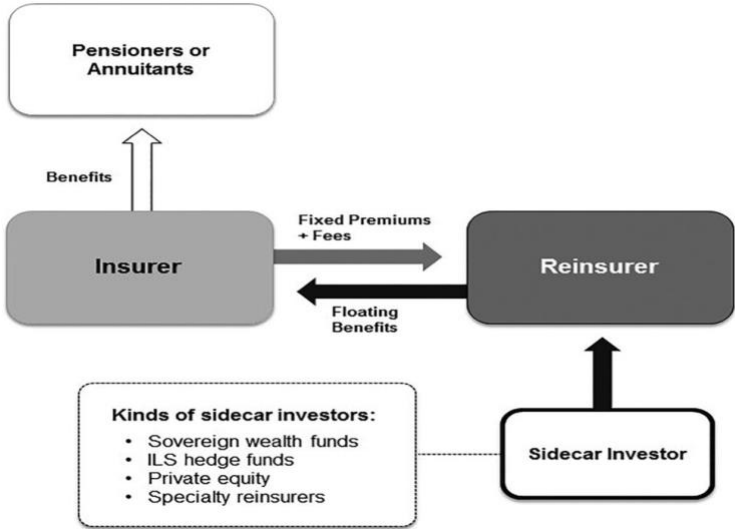 Pensioners or
Annuitants
Benefits
Insurer
Fixed Premiums
+ Fees
Reinsurer
Floating
Benefits
Kinds of sidecar investors:
• Sovereign wealth funds
• ILS hedge funds
• Private equity
• Specialty reinsurers
Sidecar Investor